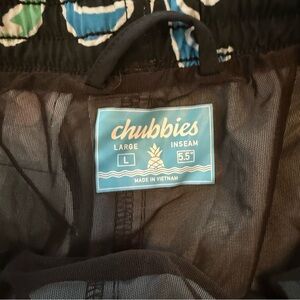 chubbies
LARGE INSEAM
L 5.5"
MADE IN VIETNAM